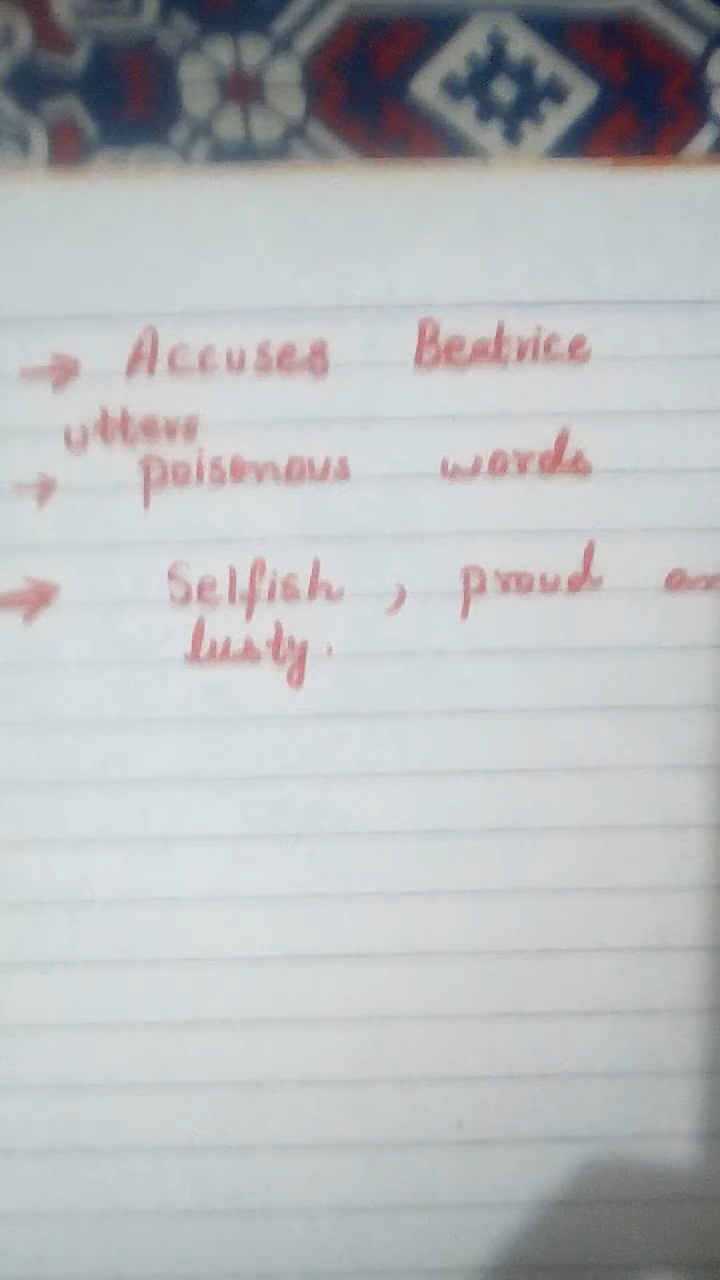 → Accuses Beatrice
utters
→ poisonous words
→ Selfish, proud
lusty.